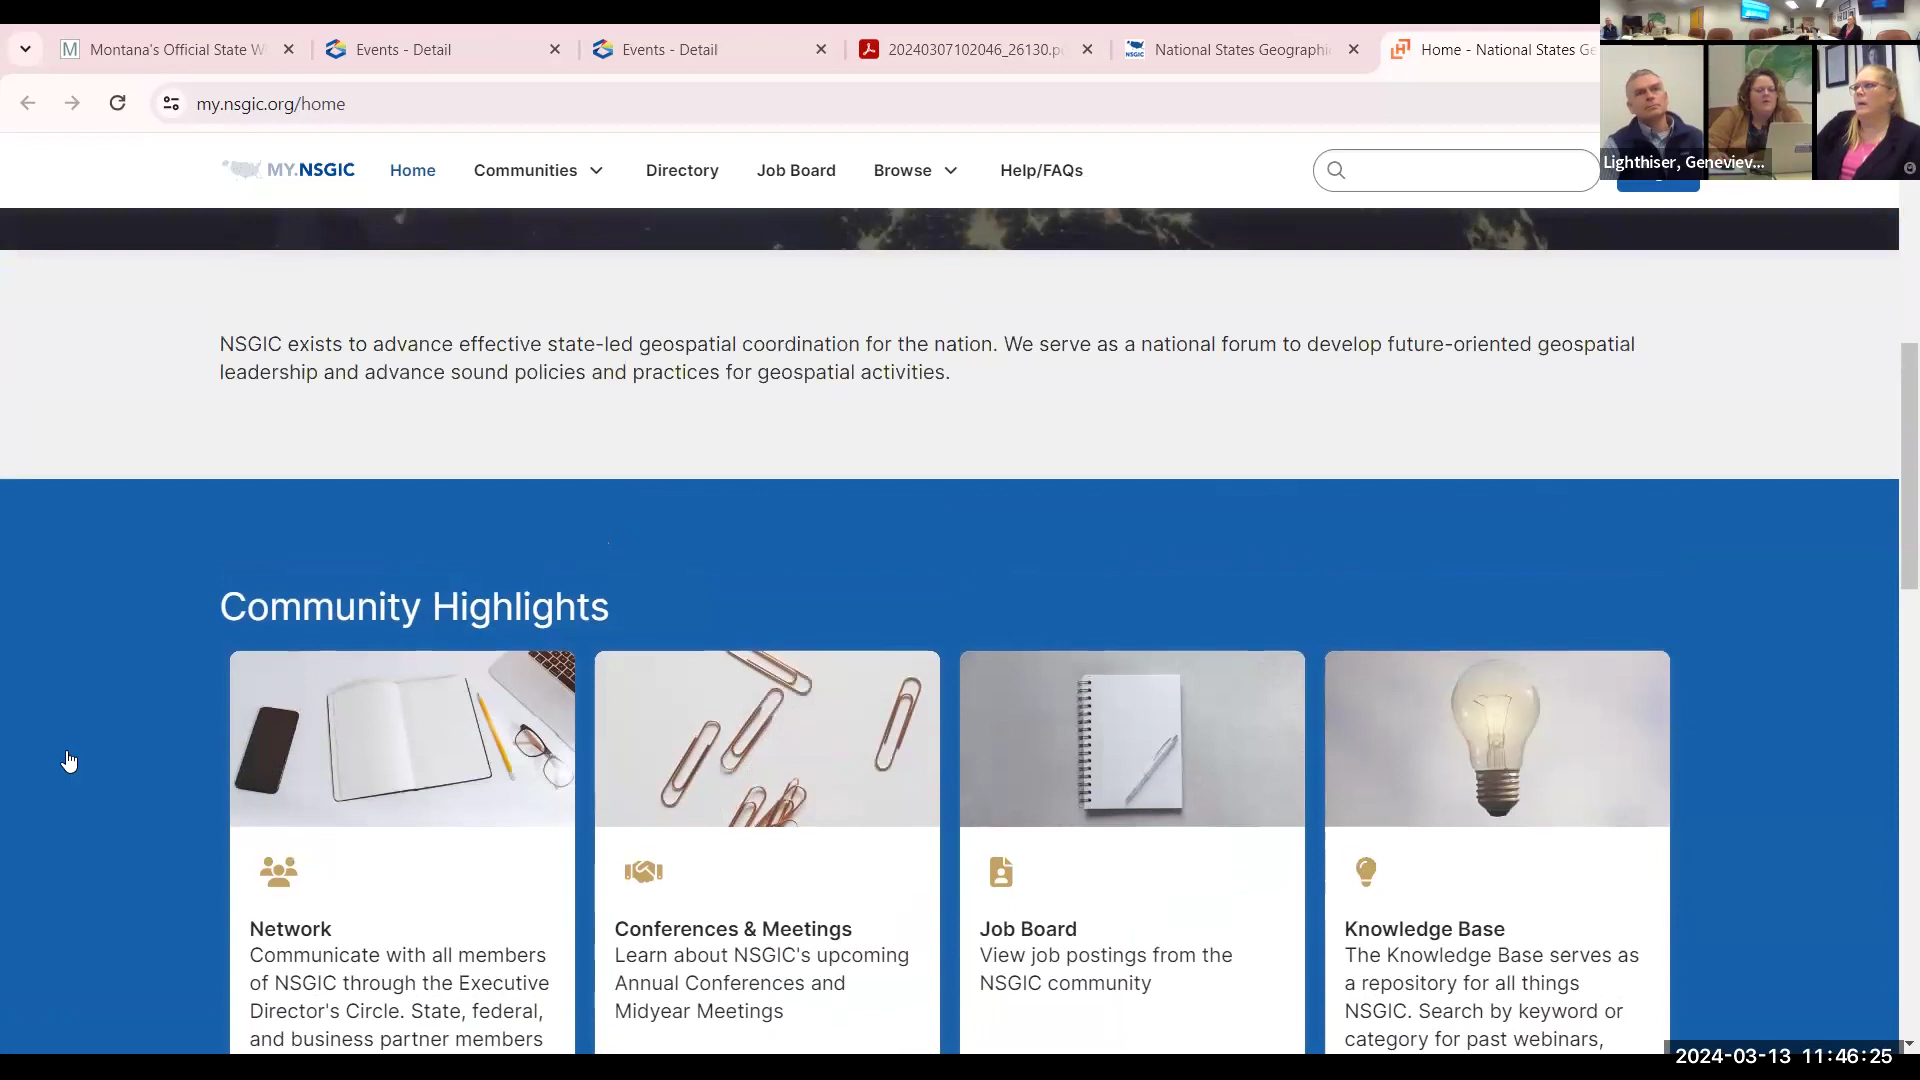 Montana's Official State W
Events - Detail
Events - Detail
20240307102046_26130.p
National States Geographi
Home - National States Ge
my.nsgic.org/home
MY.NSGIC
Home
Communities
Directory
Job Board
Browse
Help/FAQs
Lighthiser, Geneviev...
NSGIC exists to advance effective state-led geospatial coordination for the nation. We serve as a national forum to develop future-oriented geospatial
leadership and advance sound policies and practices for geospatial activities.
Community Highlights
Network
Communicate with all members
of NSGIC through the Executive
Director's Circle. State, federal,
and business partner members
Conferences & Meetings
Learn about NSGIC's upcoming
Annual Conferences and
Midyear Meetings
Job Board
View job postings from the
NSGIC community
Knowledge Base
The Knowledge Base serves as
a repository for all things
NSGIC. Search by keyword or
category for past webinars,
2024-03-13 11:46:25